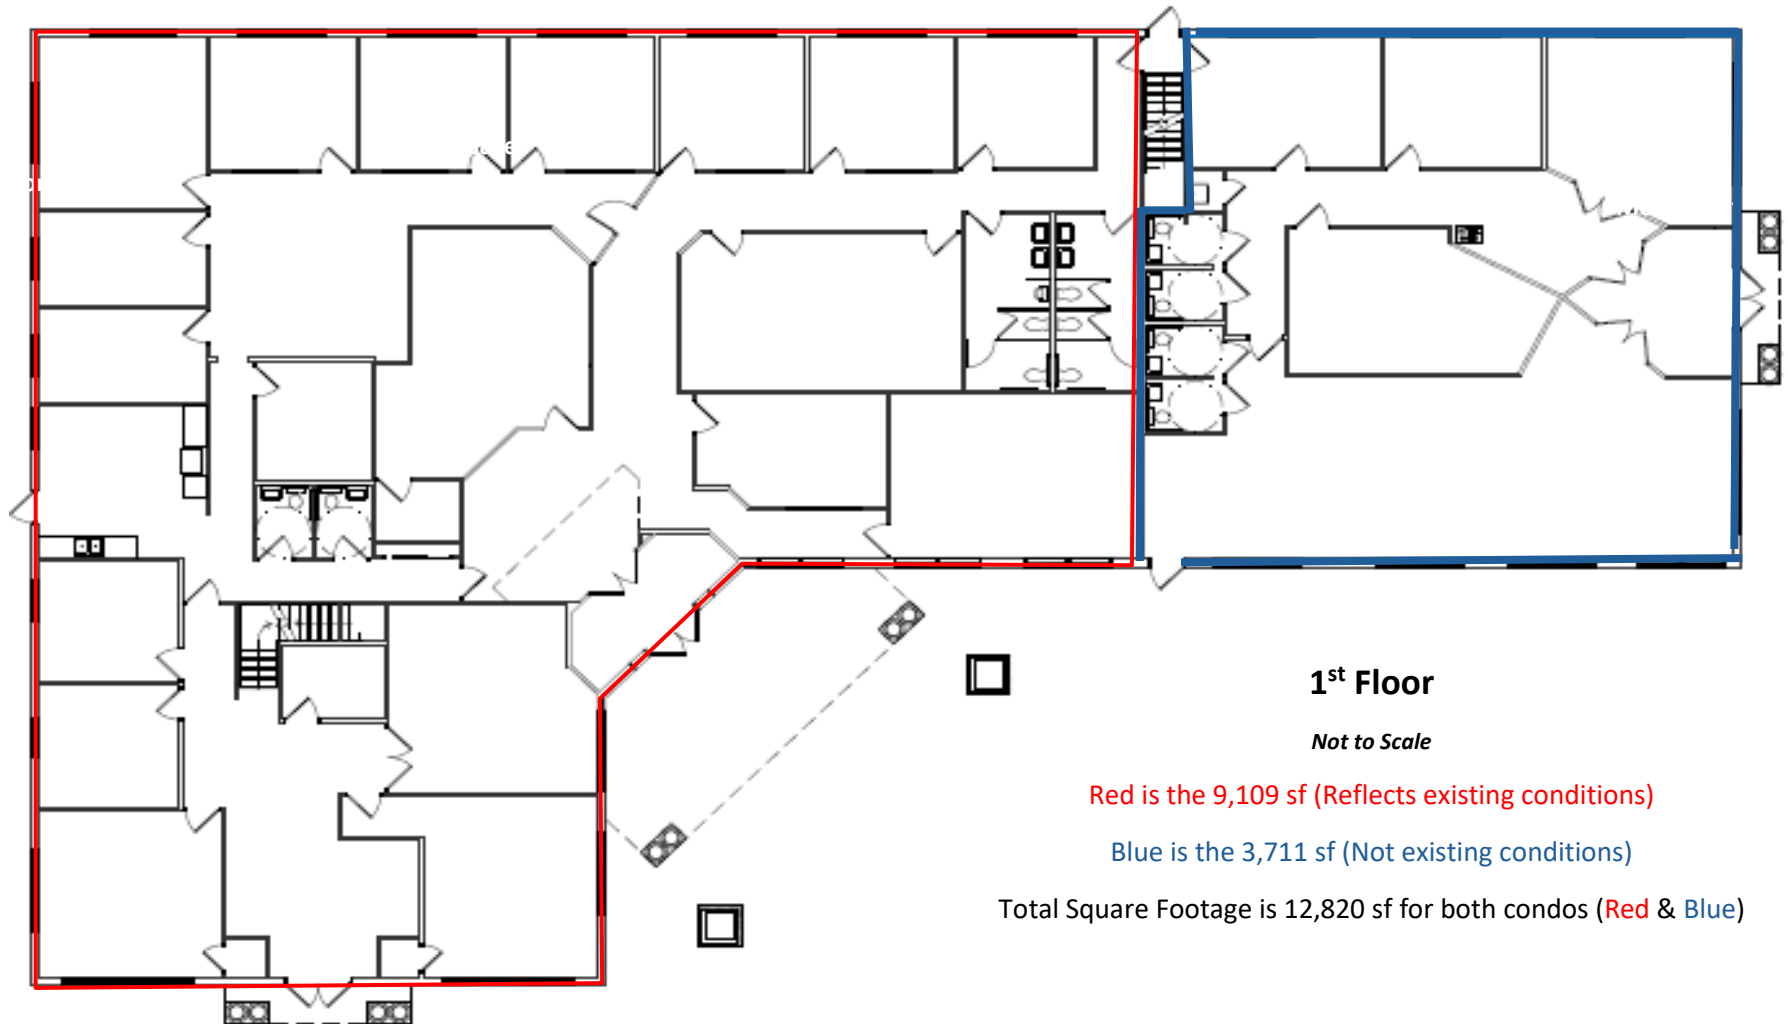 1st Floor
Not to Scale
Red is the 9,109 sf (Reflects existing conditions)
Blue is the 3,711 sf (Not existing conditions)
Total Square Footage is 12,820 sf for both condos (Red & Blue)